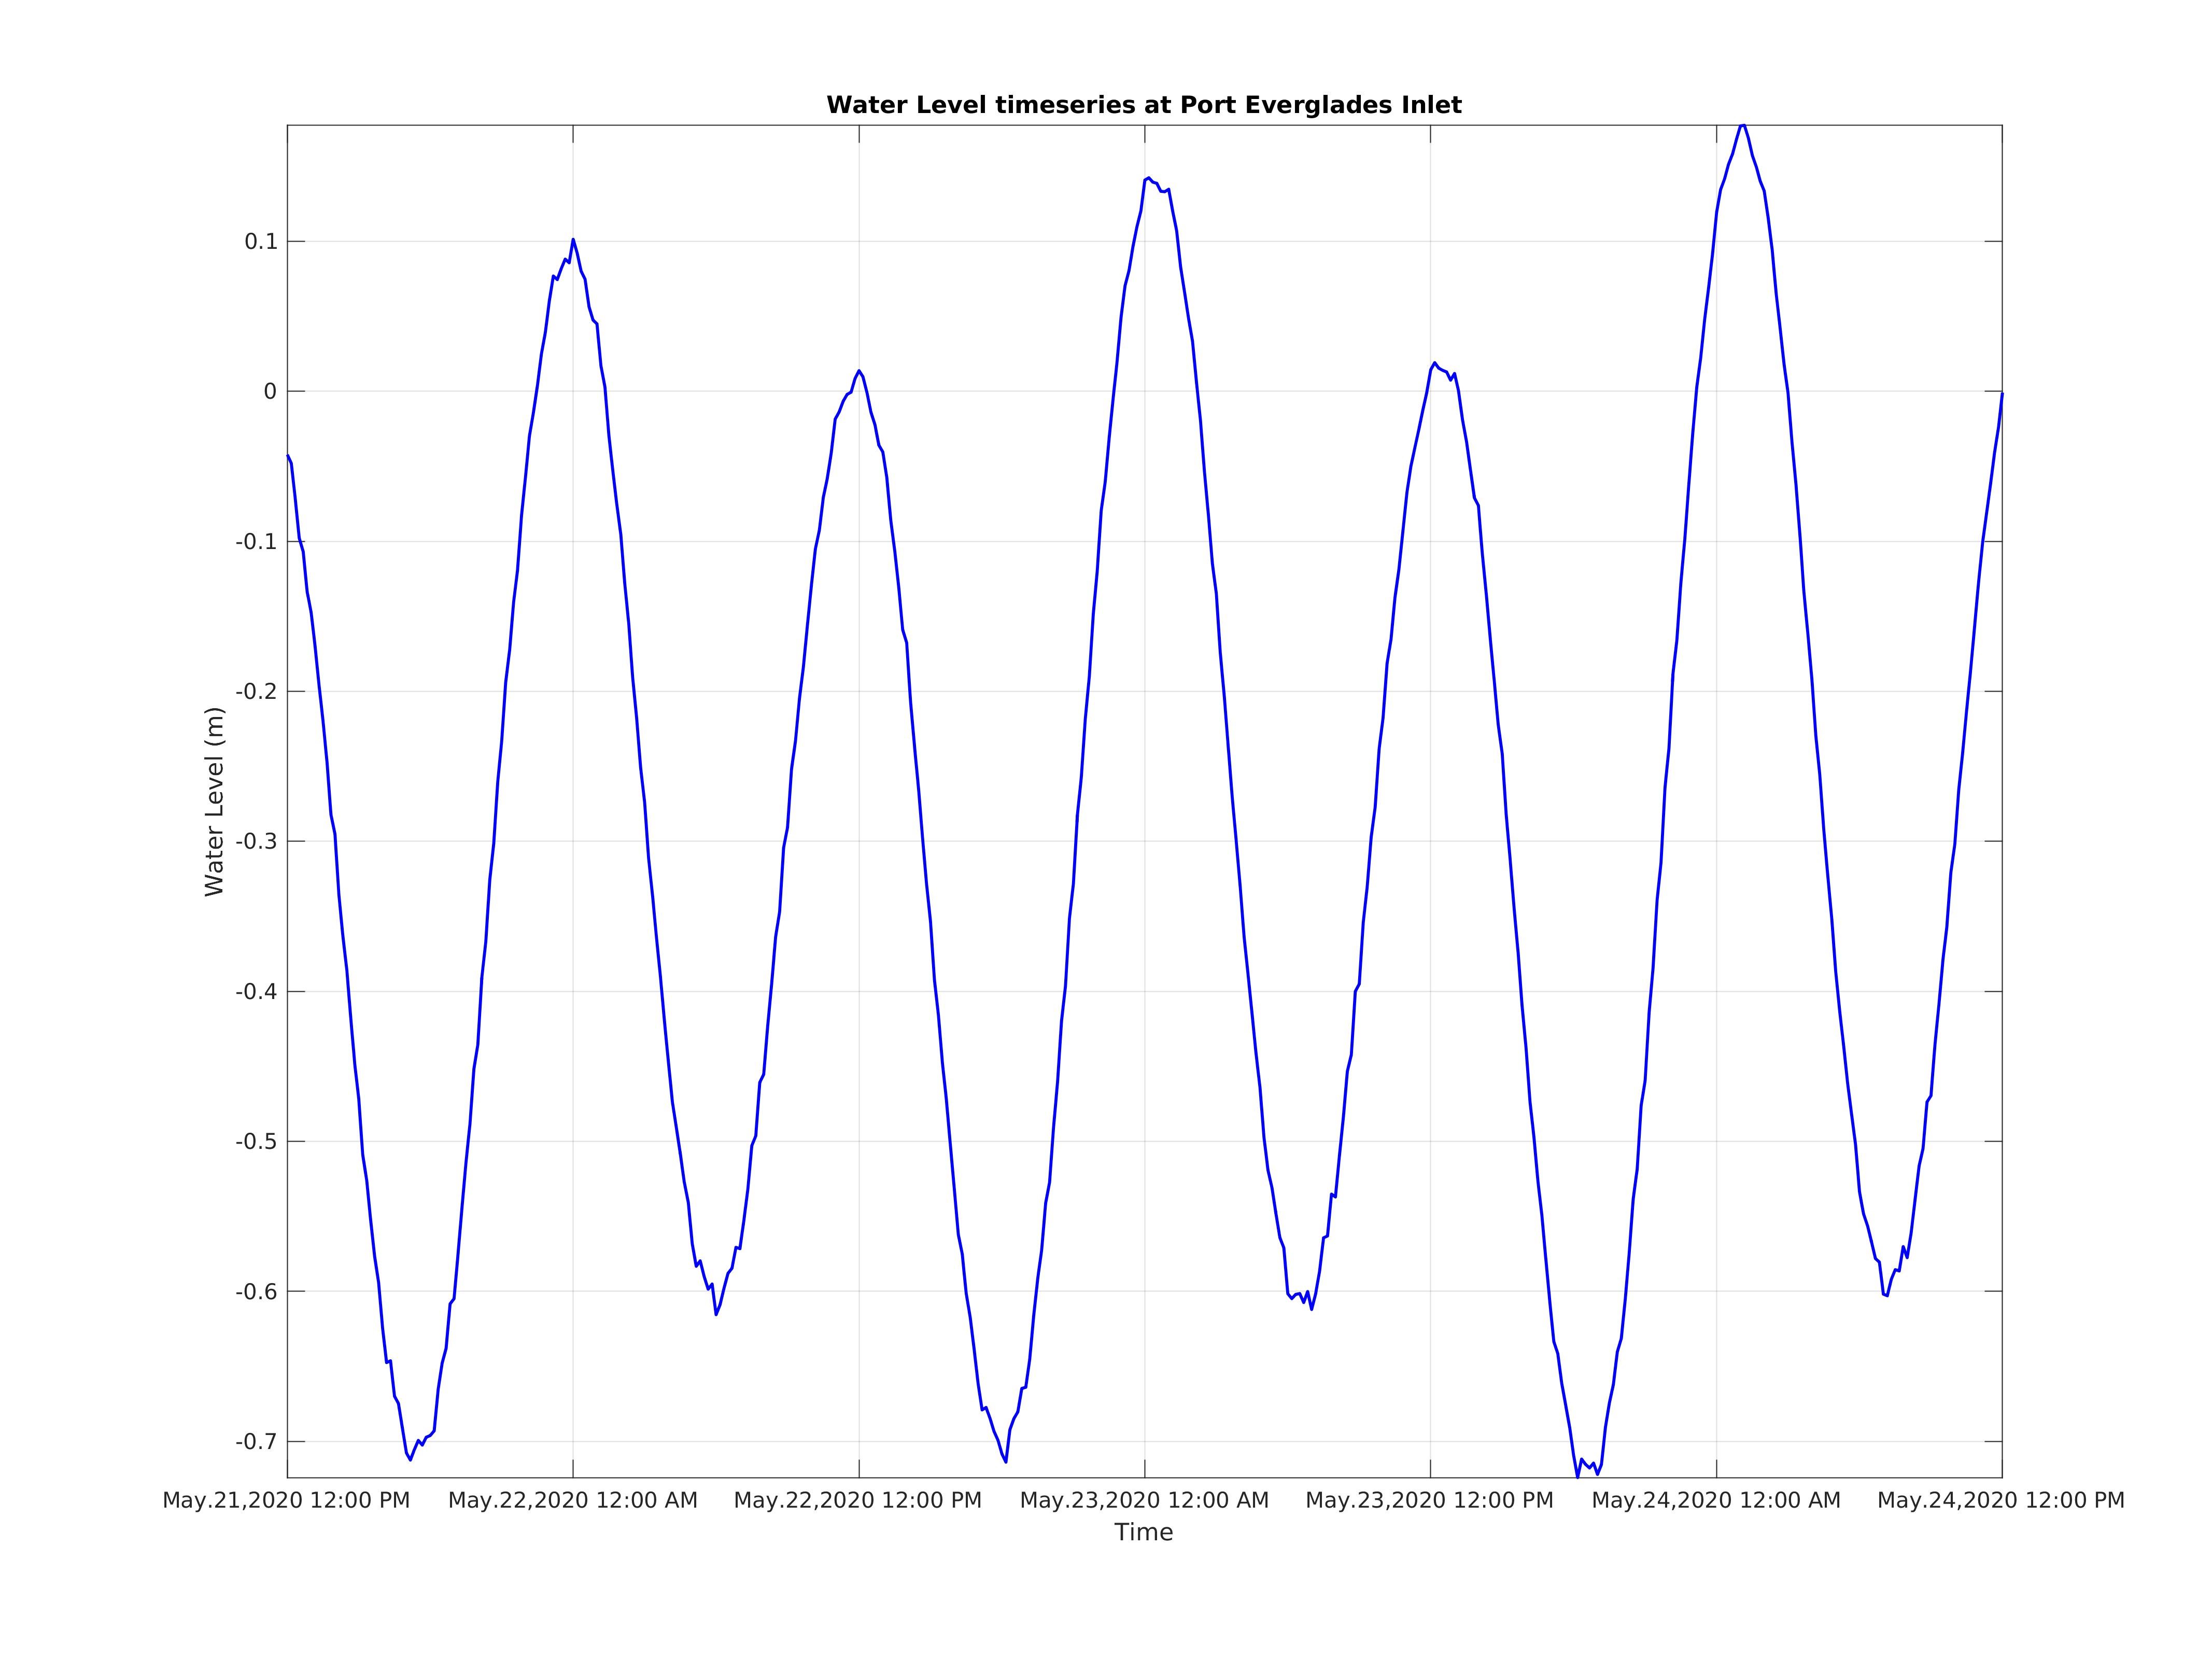 Water Level timeseries at Port Everglades Inlet
0.1
0
-0.1
-0.2
-0.3
-0.4
-0.5
-0.6
-0.7
Water Level (m)
May.21,2020 12:00 PM May.22,2020 12:00 AM May.22,2020 12:00 PM May.23,2020 12:00 AM May.23,2020 12:00 PM May.24,2020 12:00 AM May.24,2020 12:00 PM
Time